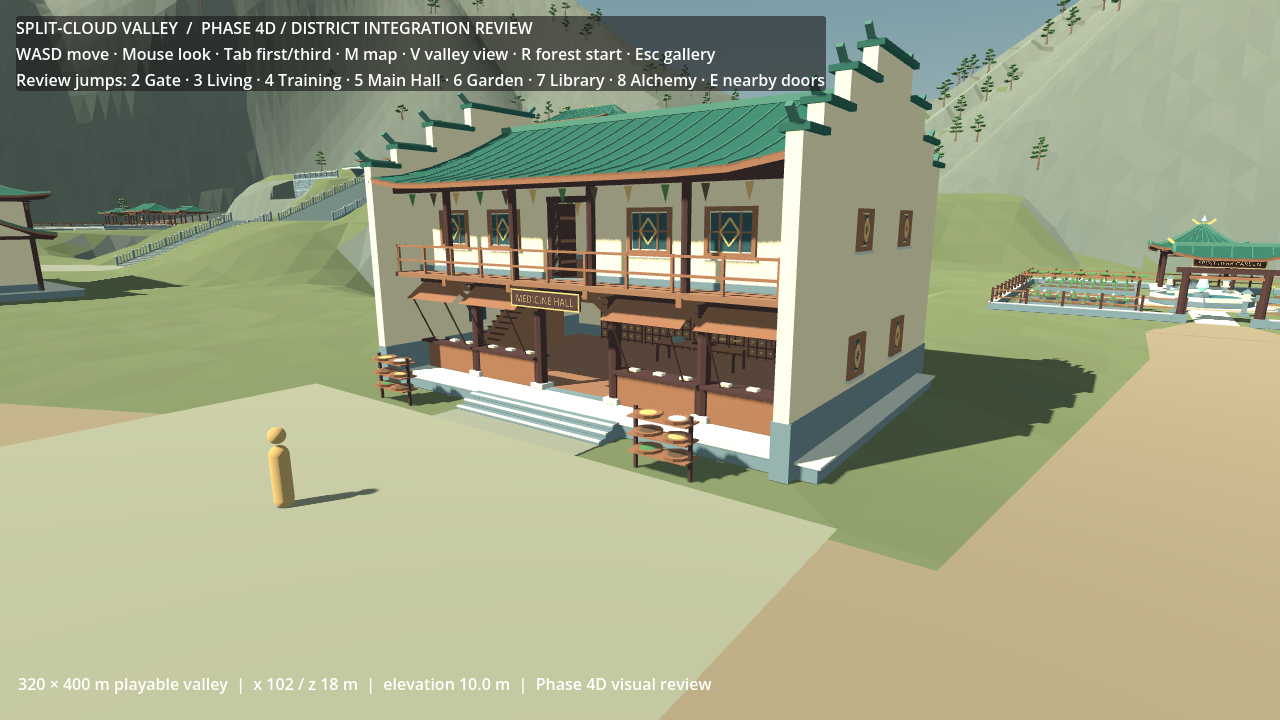 SPLIT-CLOUD VALLEY / PHASE 4D / DISTRICT INTEGRATION REVIEW
WASD move · Mouse look · Tab first/third · M map · V valley view · R forest start · Esc gallery
Review jumps: 2 Gate · 3 Living · 4 Training · 5 Main Hall · 6 Garden · 7 Library · 8 Alchemy · E nearby doors
MEDICINE HALL
320 × 400 m playable valley | x 102 / z 18 m | elevation 10.0 m | Phase 4D visual review